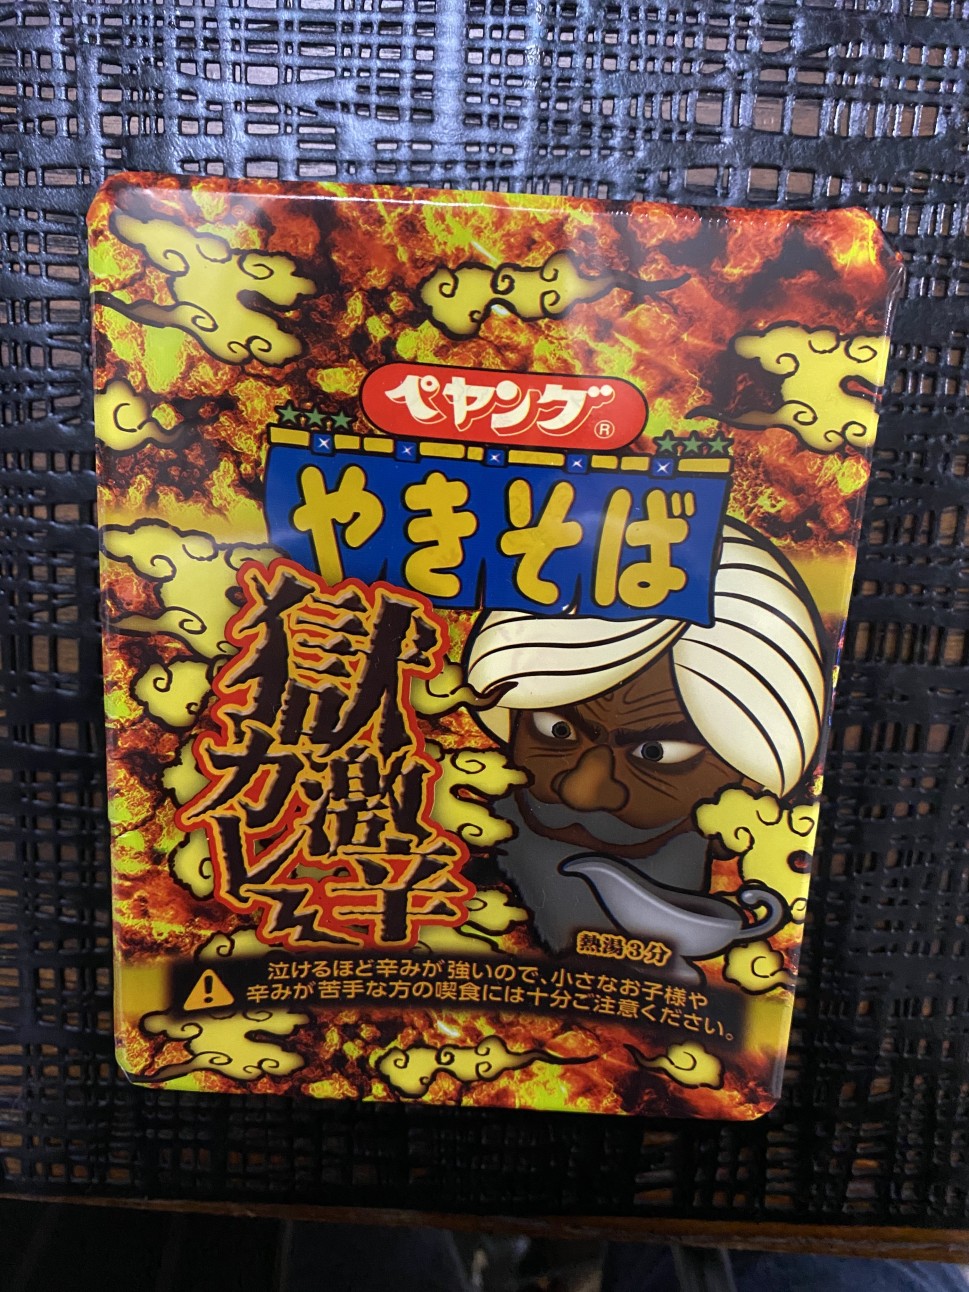 ペヤング®
やきそば
獄激辛
カレー
熱湯3分
泣けるほど辛みが強いので、小さなお子様や
辛みが苦手な方の喫食には十分ご注意ください。